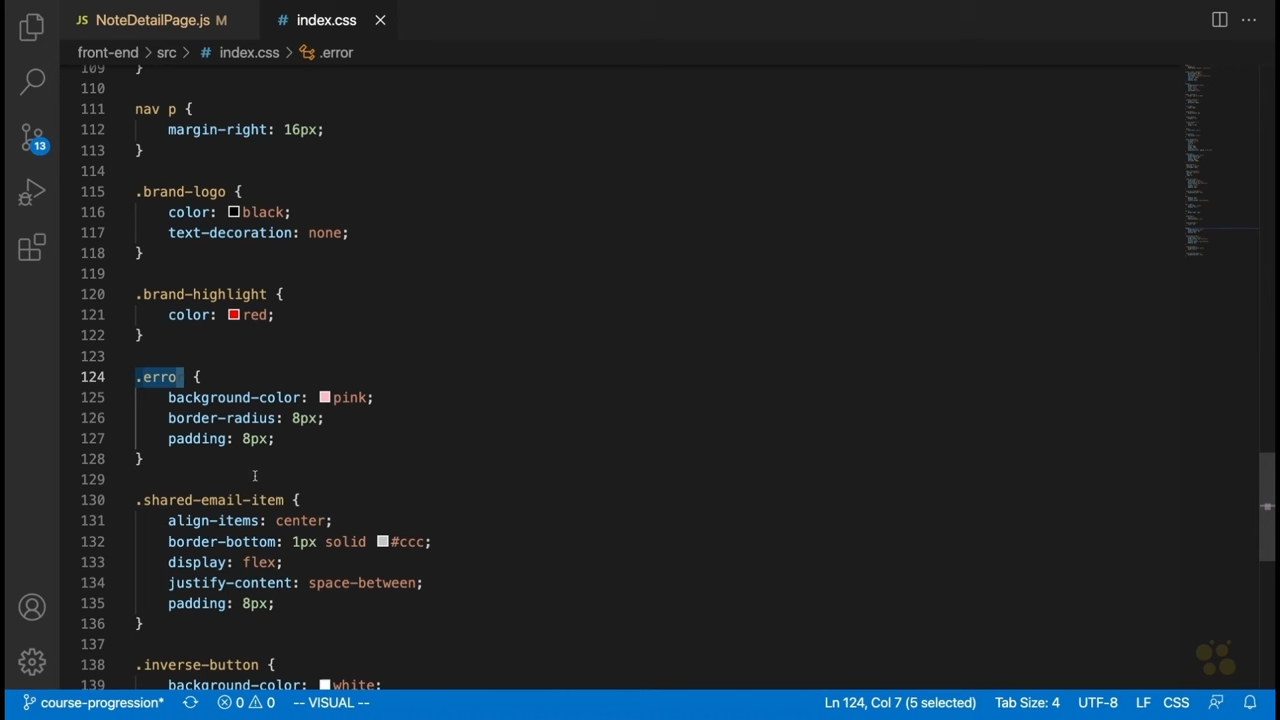 JS NoteDetailPage.js M # index.css
front-end > src > # index.css > .error
109 }
110
111 nav p {
112 margin-right: 16px;
113 }
114
115 .brand-logo {
116 color: black;
117 text-decoration: none;
118 }
119
120 .brand-highlight {
121 color: red;
122 }
123
124 .erro {
125 background-color: pink;
126 border-radius: 8px;
127 padding: 8px;
128 }
129
130 .shared-email-item {
131 align-items: center;
132 border-bottom: 1px solid #ccc;
133 display: flex;
134 justify-content: space-between;
135 padding: 8px;
136 }
137
138 .inverse-button {
139 background-color: white;
13
course-progression* 0 0 -- VISUAL -- Ln 124, Col 7 (5 selected) Tab Size: 4 UTF-8 LF CSS